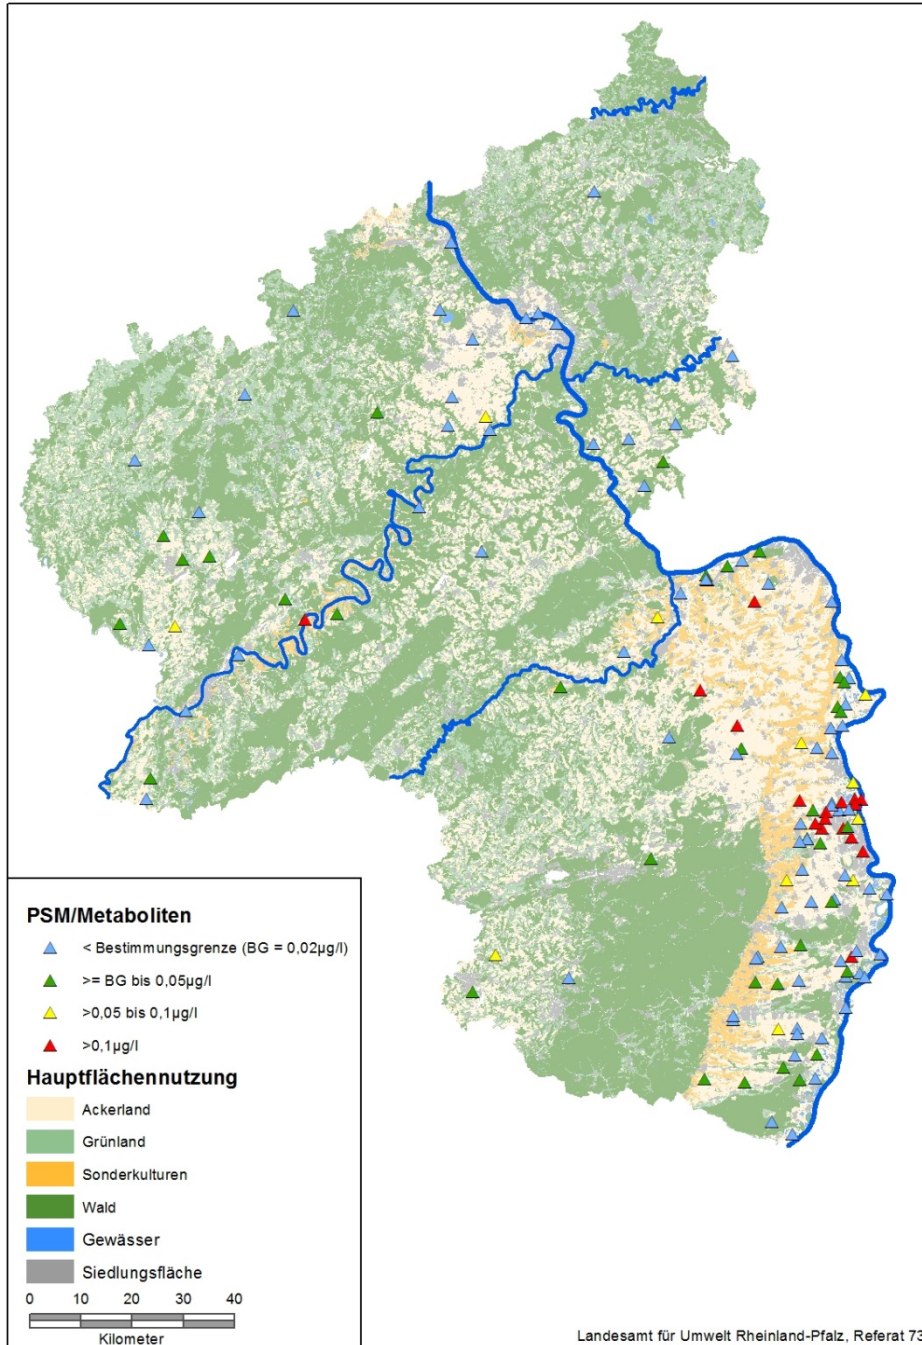 PSM/Metaboliten
< Bestimmungsgrenze (BG = 0,02µg/l)
>= BG bis 0,05µg/l
>0,05 bis 0,1µg/l
>0,1µg/l
Hauptflächennutzung
Ackerland
Grünland
Sonderkulturen
Wald
Gewässer
Siedlungsfläche
0 10 20 30 40
Kilometer
Landesamt für Umwelt Rheinland-Pfalz, Referat 73